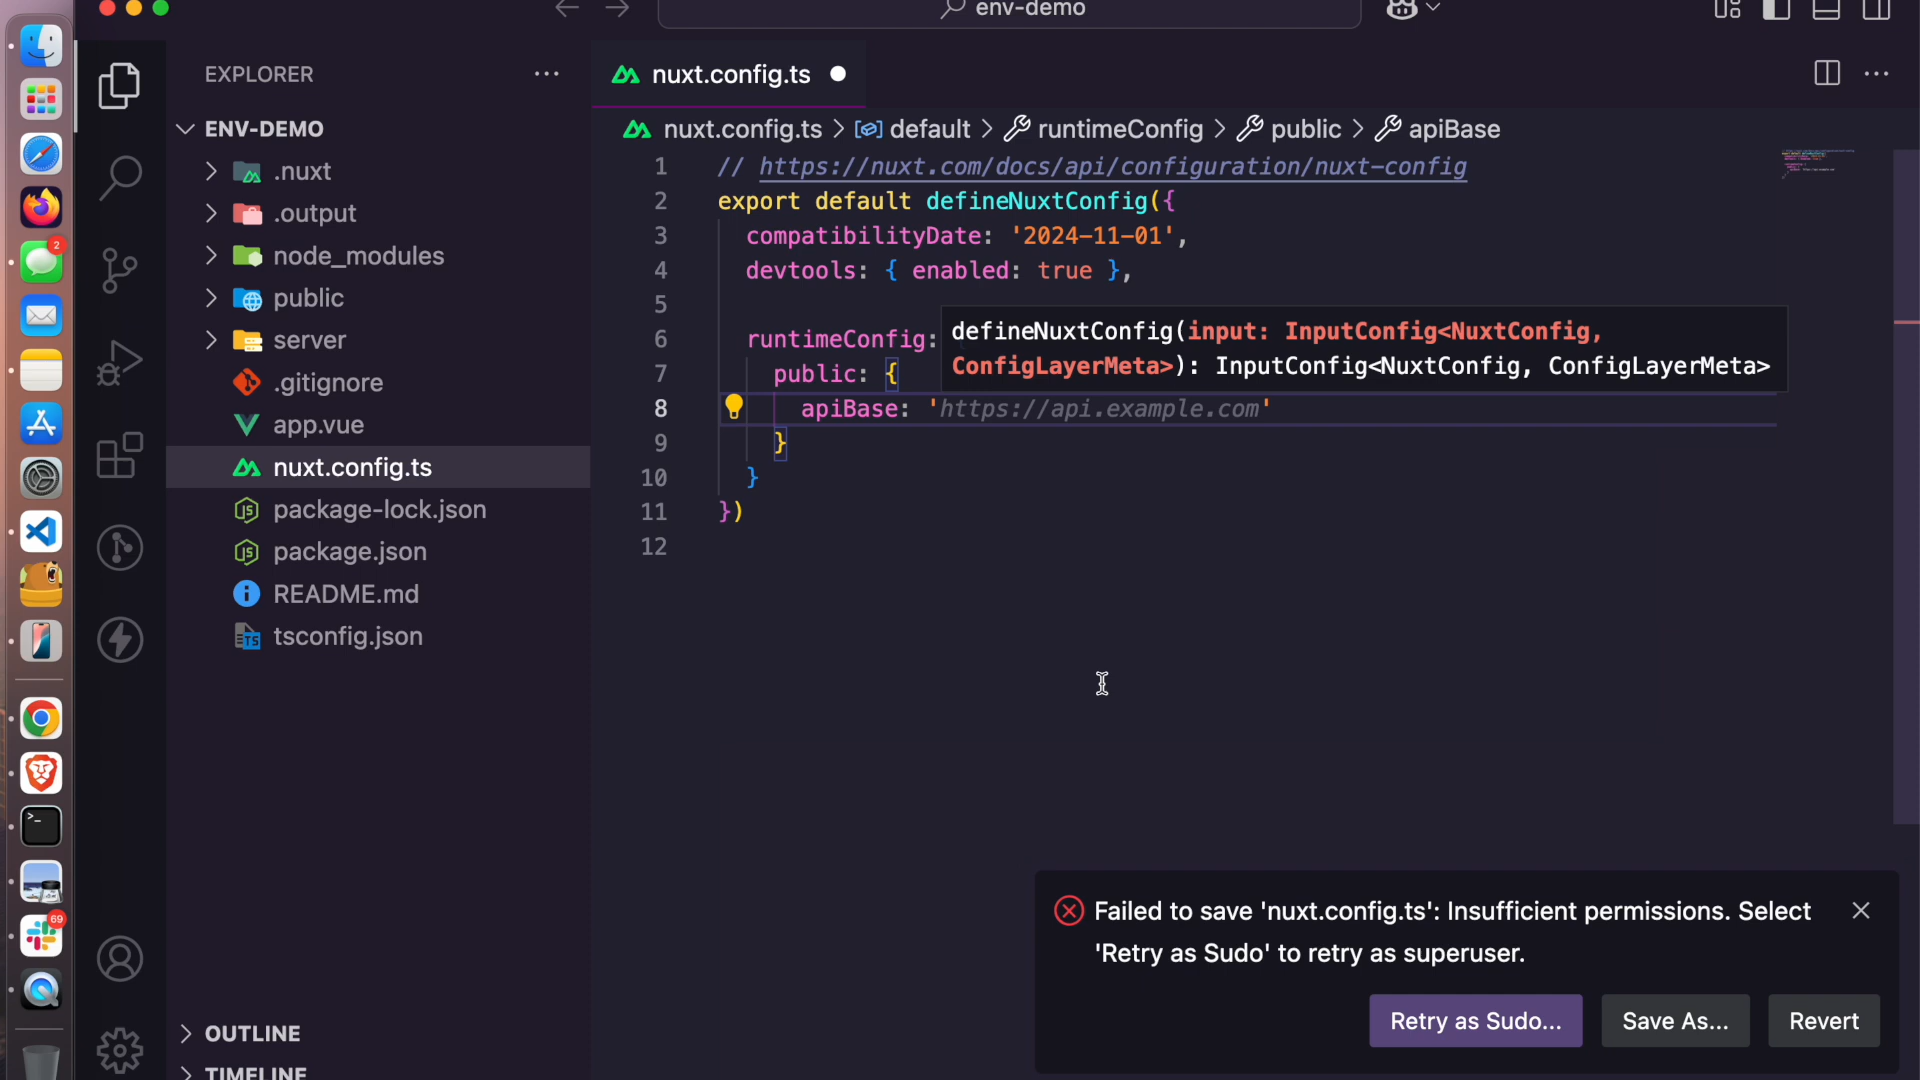 env-demo
EXPLORER
ENV-DEMO
.nuxt
.output
node_modules
public
server
.gitignore
app.vue
nuxt.config.ts
package-lock.json
package.json
README.md
tsconfig.json
OUTLINE
TIMELINE
nuxt.config.ts
nuxt.config.ts > default > runtimeConfig > public > apiBase
1 // https://nuxt.com/docs/api/configuration/nuxt-config
2 export default defineNuxtConfig({
3 compatibilityDate: '2024-11-01',
4 devtools: { enabled: true },
5
6 runtimeConfig:
7 public: {
8 apiBase: 'https://api.example.com'
9 }
10 }
11 })
12
defineNuxtConfig(input: InputConfig<NuxtConfig,
ConfigLayerMeta>): InputConfig<NuxtConfig, ConfigLayerMeta>
Failed to save 'nuxt.config.ts': Insufficient permissions. Select
'Retry as Sudo' to retry as superuser.
Retry as Sudo...
Save As...
Revert
2
69